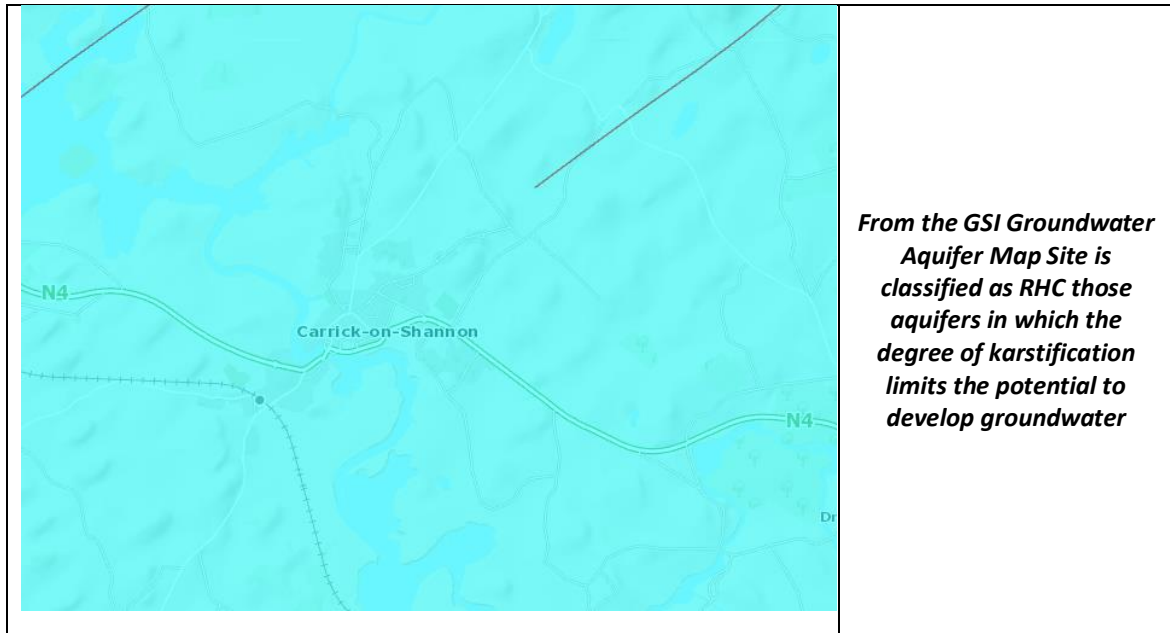 N4
Carrick-on-Shannon
N4
Dr
From the GSI Groundwater
Aquifer Map Site is
classified as RHC those
aquifers in which the
degree of karstification
limits the potential to
develop groundwater